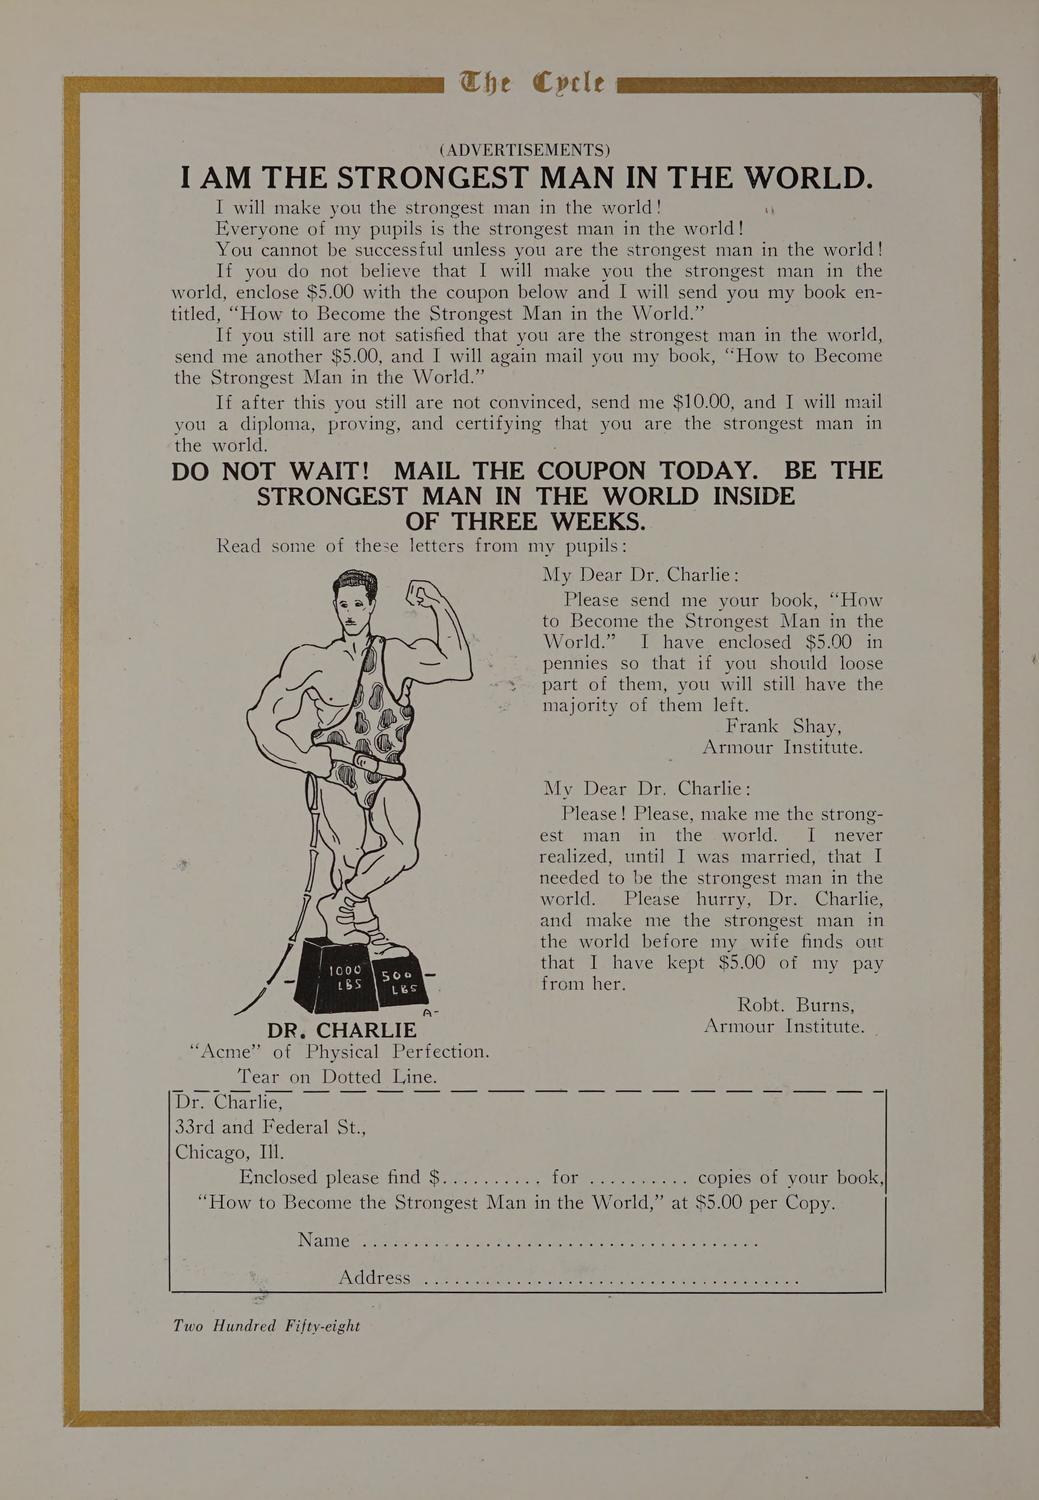 The Cycle
(ADVERTISEMENTS)
I AM THE STRONGEST MAN IN THE WORLD.
I will make you the strongest man in the world!
Everyone of my pupils is the strongest man in the world!
You cannot be successful unless you are the strongest man in the world!
If you do not believe that I will make you the strongest man in the
world, enclose $5.00 with the coupon below and I will send you my book en-
titled, “How to Become the Strongest Man in the World.”
If you still are not satisfied that you are the strongest man in the world,
send me another $5.00, and I will again mail you my book, “How to Become
the Strongest Man in the World.”
If after this you still are not convinced, send me $10.00, and I will mail
you a diploma, proving, and certifying that you are the strongest man in
the world.
DO NOT WAIT! MAIL THE COUPON TODAY. BE THE
STRONGEST MAN IN THE WORLD INSIDE
OF THREE WEEKS.
Read some of these letters from my pupils:
My Dear Dr. Charlie:
Please send me your book, “How
to Become the Strongest Man in the
World.” I have enclosed $5.00 in
pennies so that if you should loose
part of them, you will still have the
majority of them left.
Frank Shay,
Armour Institute.
My Dear Dr. Charlie:
Please! Please, make me the strong-
est man in the world. I never
realized, until I was married, that I
needed to be the strongest man in the
world. Please hurry, Dr. Charlie,
and make me the strongest man in
the world before my wife finds out
that I have kept $5.00 of my pay
from her.
Robt. Burns,
Armour Institute.
1000
LBS
500
LBS
A-
DR. CHARLIE
“Acme” of Physical Perfection.
Tear on Dotted Line.
Dr. Charlie,
33rd and Federal St.,
Chicago, Ill.
Enclosed please find $.......... for .......... copies of your book,
“How to Become the Strongest Man in the World,” at $5.00 per Copy.
Name .......................................
Address .....................................
Two Hundred Fifty-eight